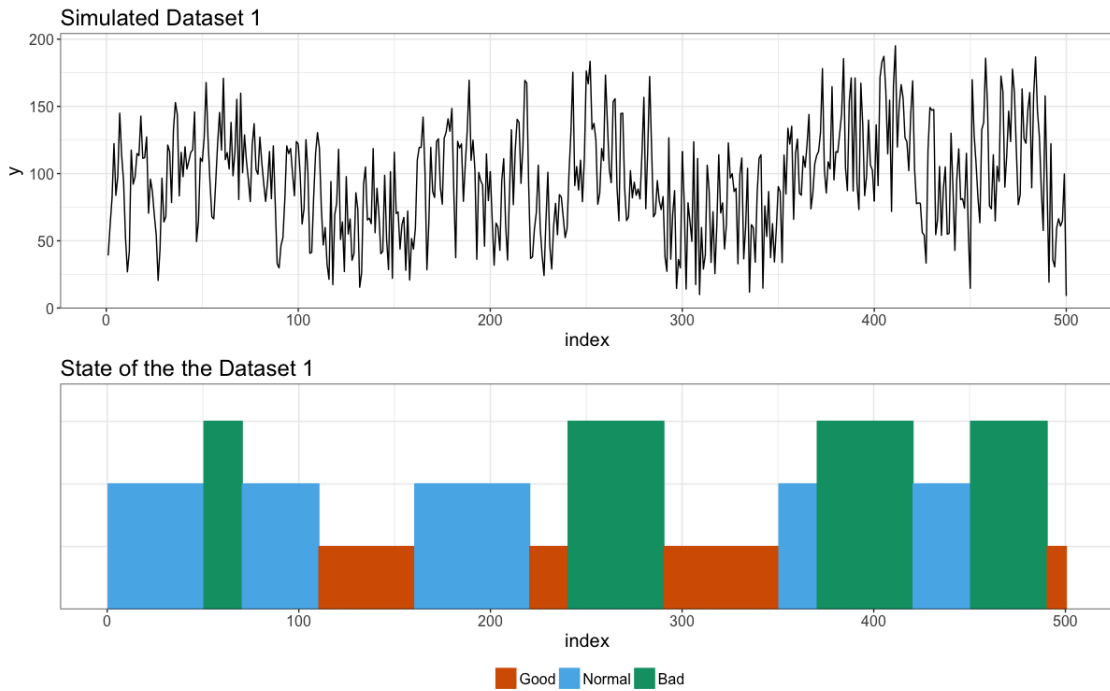 Simulated Dataset 1
200
150
100
50
0
y
0 100 200 300 400 500
index
State of the the Dataset 1
0 100 200 300 400 500
index
Good Normal Bad